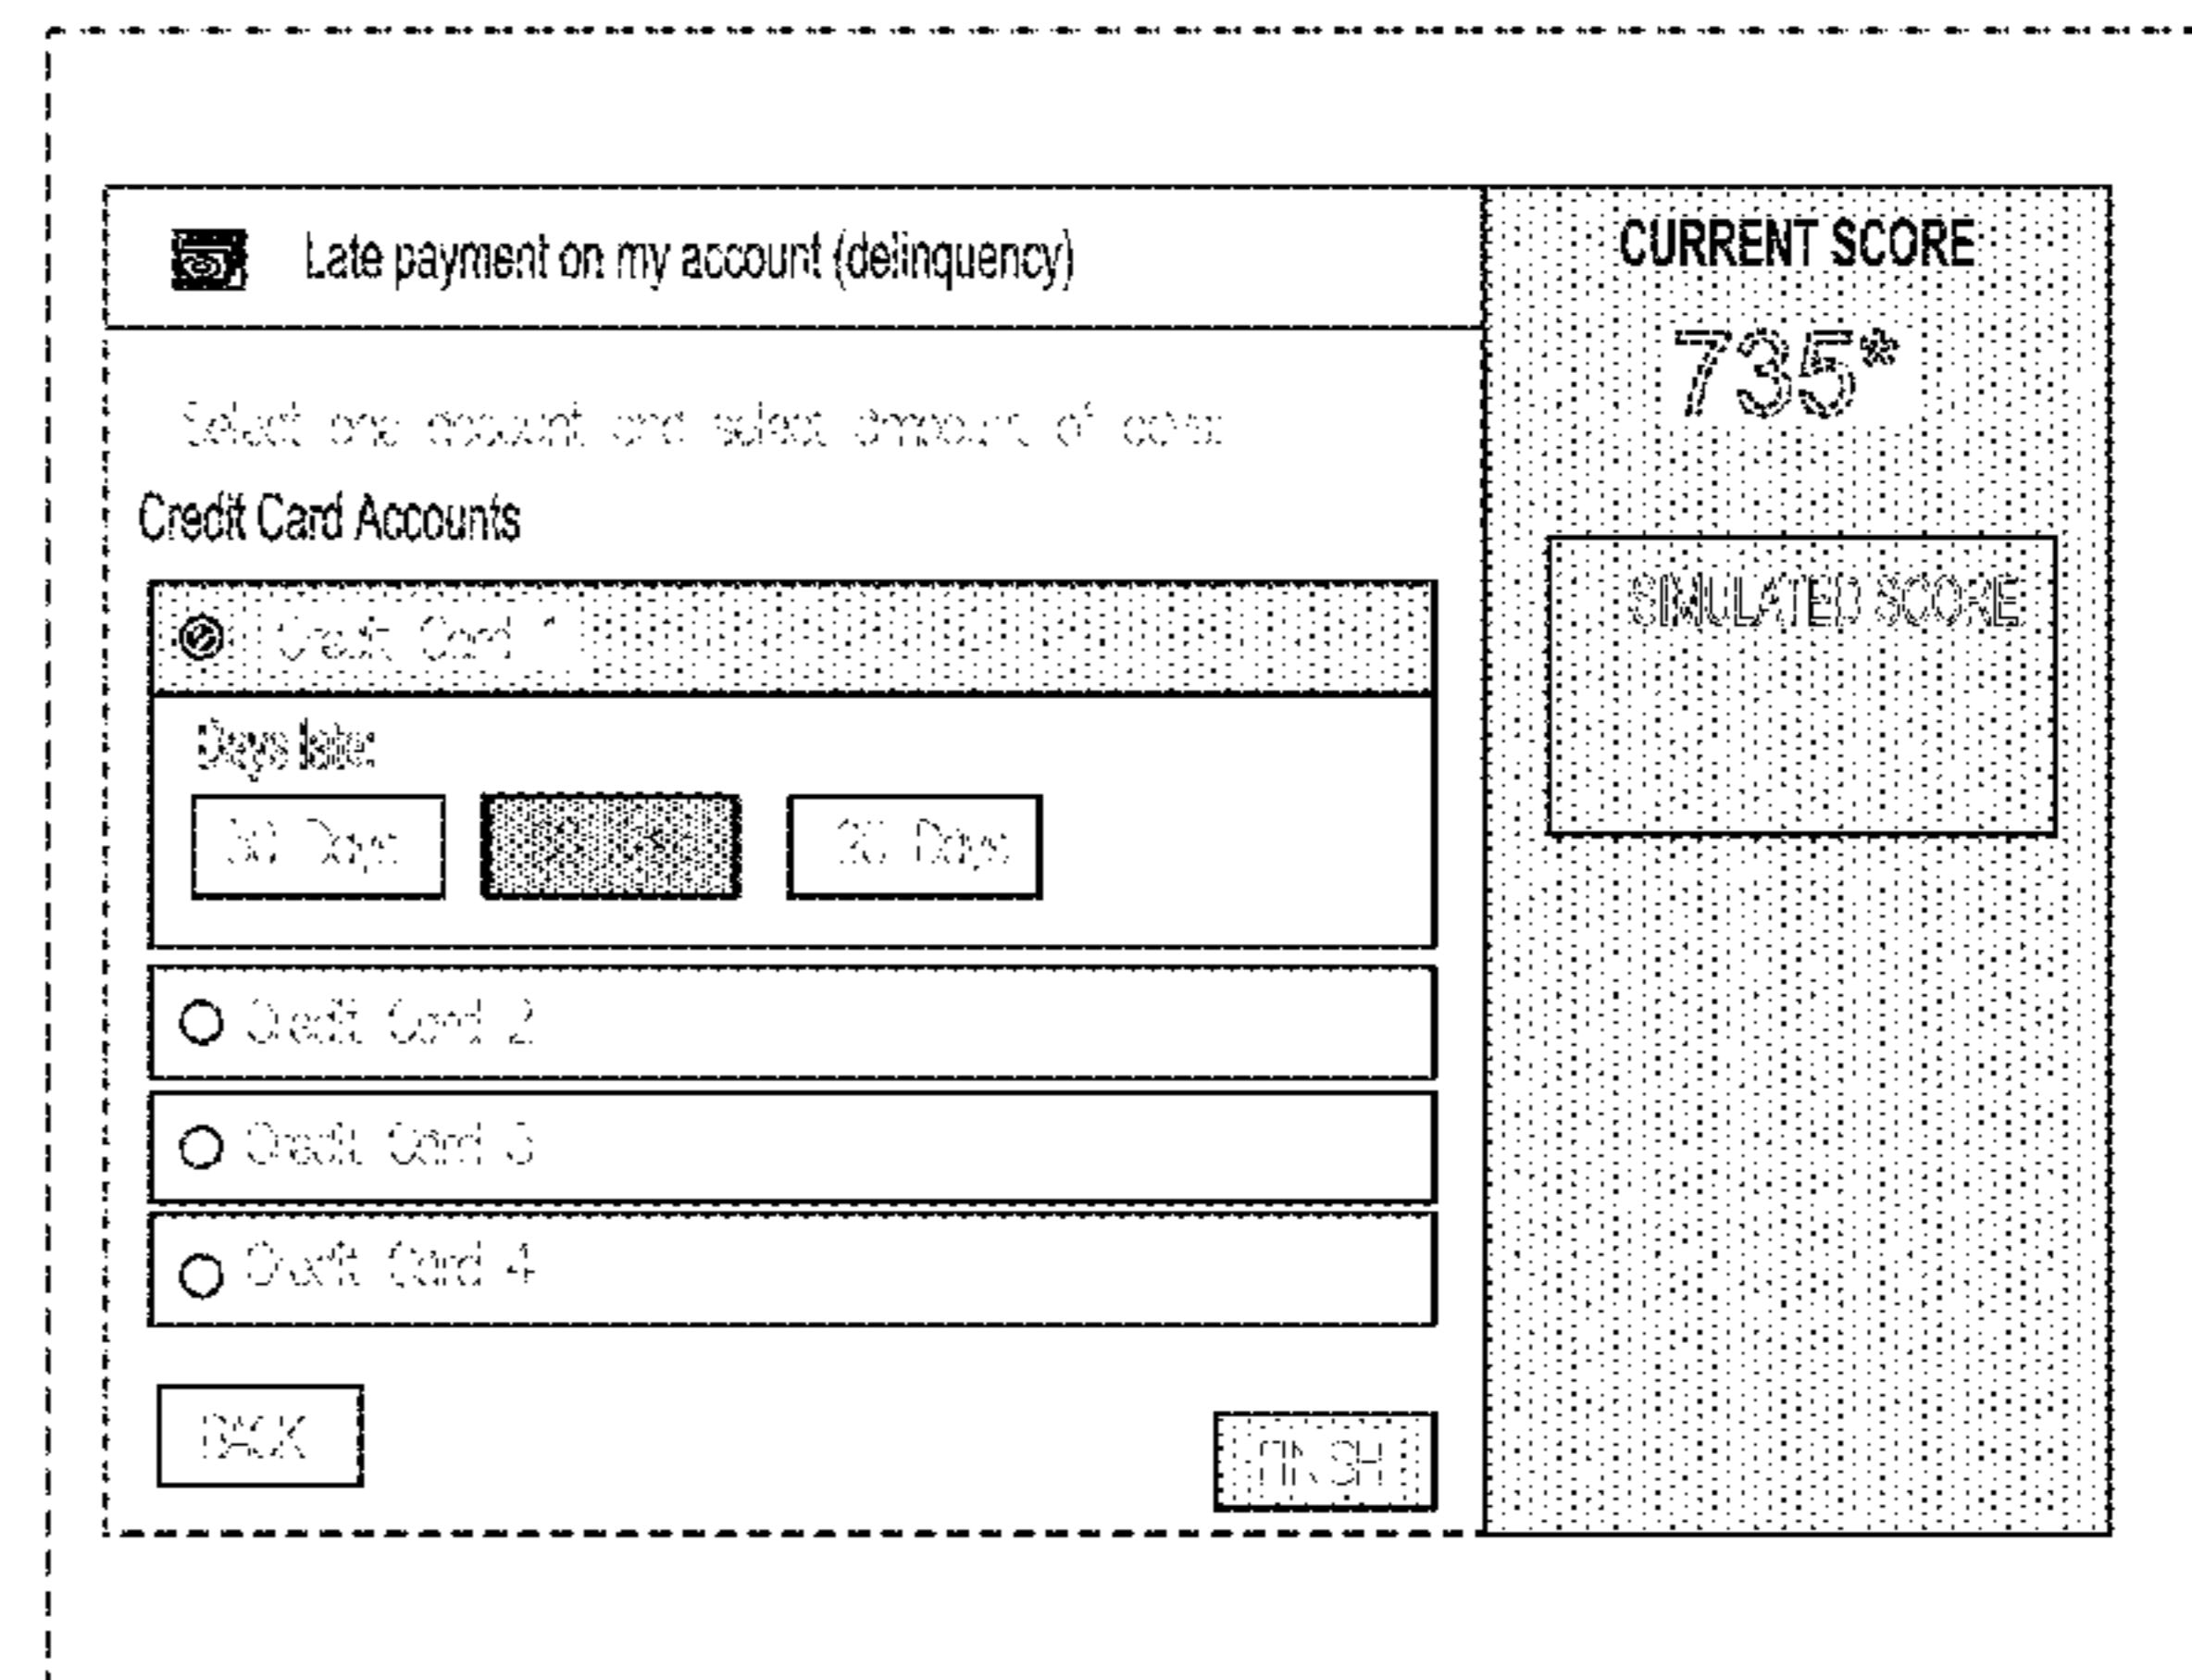 Late payment on my account (delinquency)
CURRENT SCORE
735*
Select one account and select amount of
Credit Card Accounts
SIMULATED SCORE
Credit Card 1
Days late:
30 Days
Days
Credit Card 2
Credit Card 3
Credit Card 4
BACK
FINISH